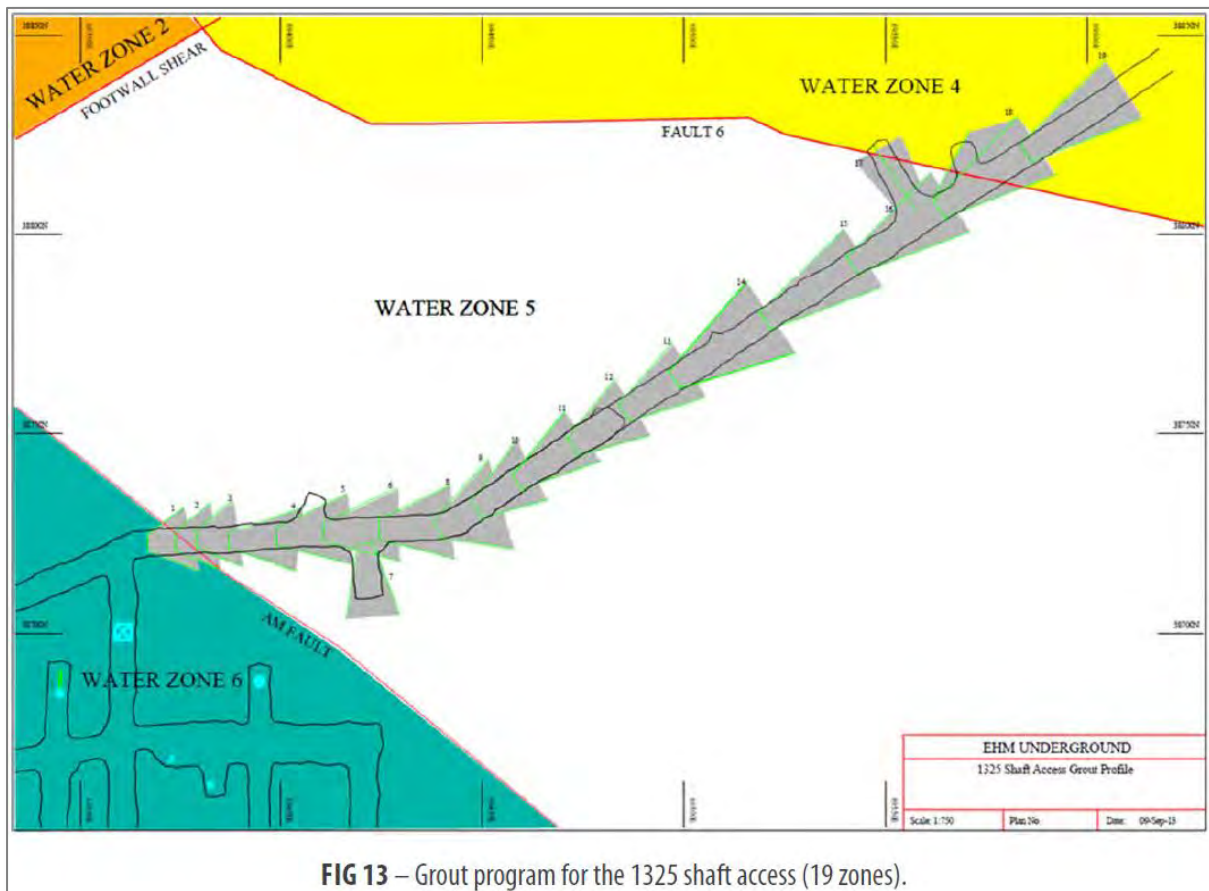 WATER ZONE 2
FOOTWALL SHEAR
WATER ZONE 4
FAULT 6
19
18
17
16
15
WATER ZONE 5
14
13
12
11
10
9
8
6
5
4
3
2
1
7
AM FAULT
WATER ZONE 6
EHM UNDERGROUND
1325 Shaft Access Grout Profile
Scale: 1:750
Plan No
Date: 09-Sep-13
FIG 13 – Grout program for the 1325 shaft access (19 zones).